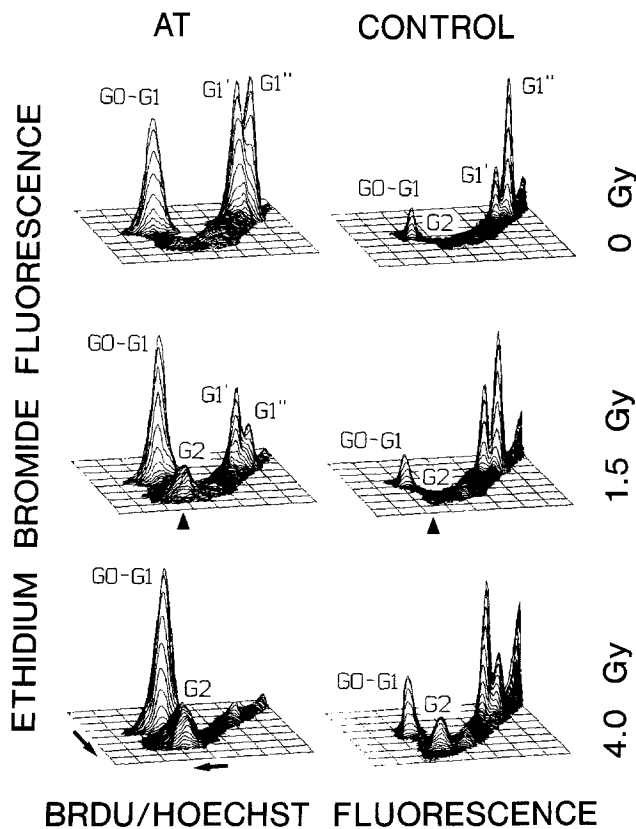 AT CONTROL
G0-G1 G1' G1"
G0-G1 G2 G1' G1"
0 Gy
G0-G1 G2 G1' G1"
G0-G1 G2
1.5 Gy
G0-G1 G2
G0-G1 G2
4.0 Gy
ETHIDIUM BROMIDE FLUORESCENCE
BRDU/HOECHST FLUORESCENCE